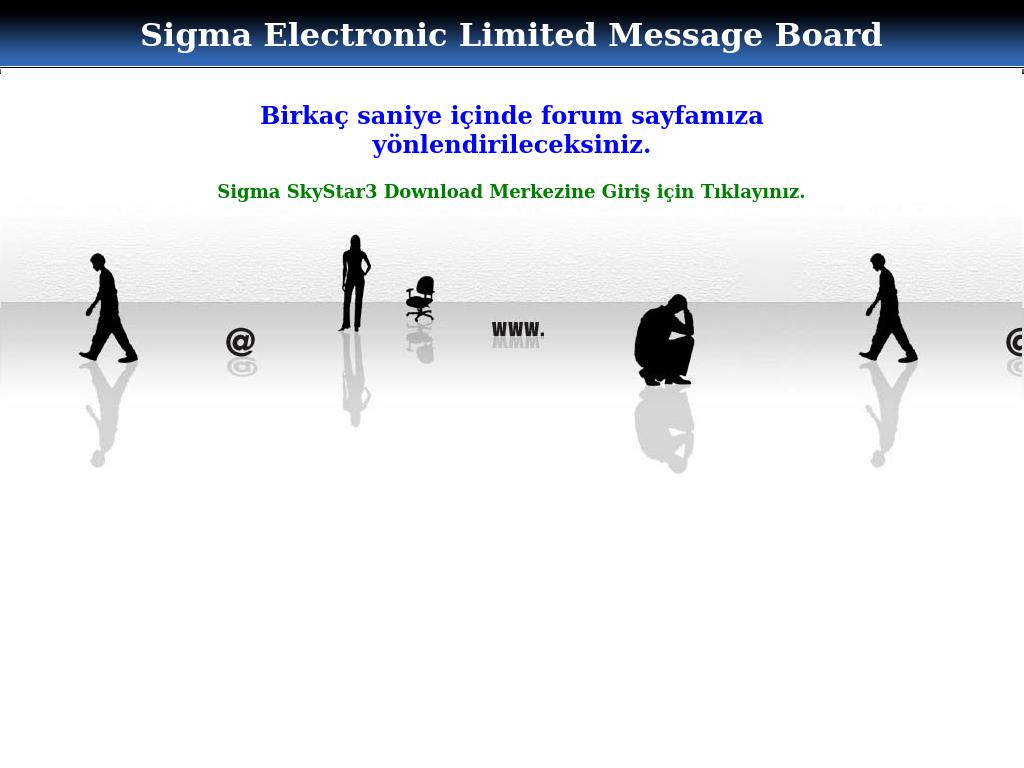 Sigma Electronic Limited Message Board
Birkaç saniye içinde forum sayfamıza
yönlendirileceksiniz.
Sigma SkyStar3 Download Merkezine Giriş için Tıklayınız.
@
www.
@